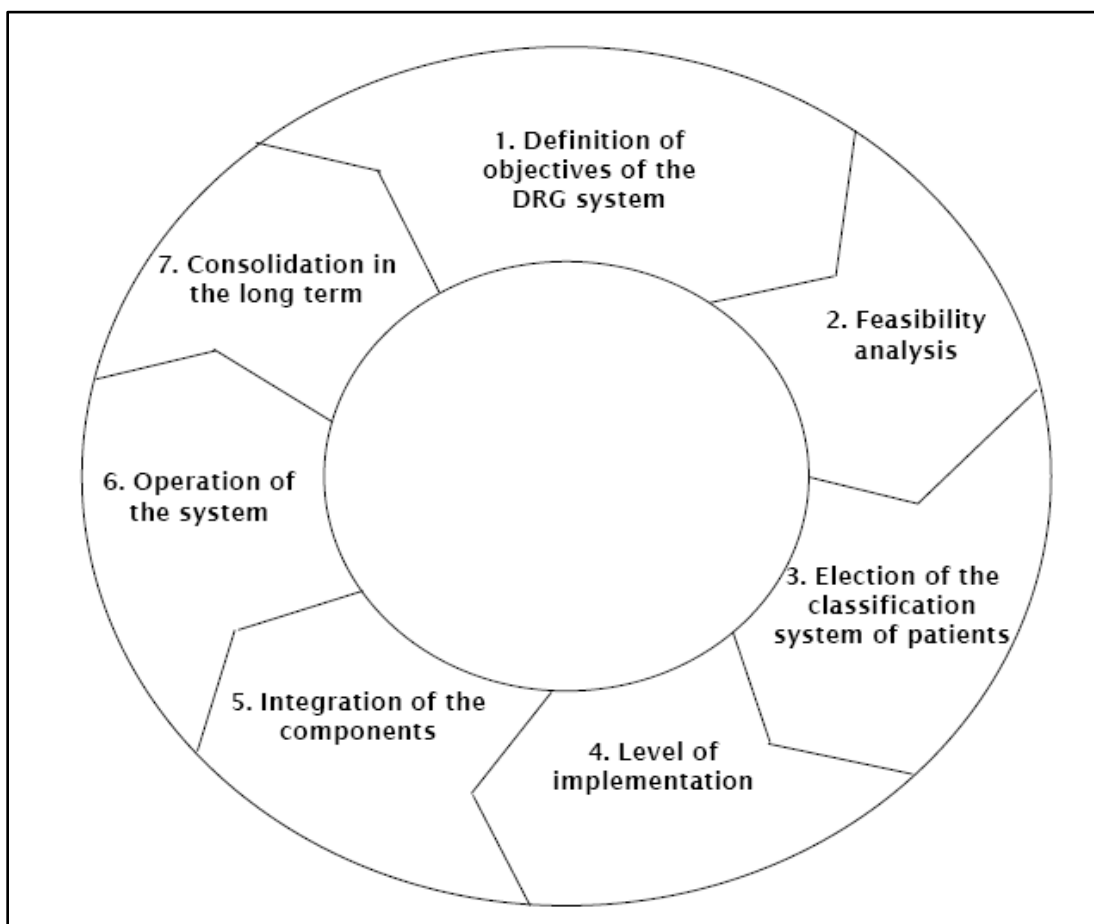 1. Definition of
objectives of the
DRG system
2. Feasibility
analysis
3. Election of the
classification
system of patients
4. Level of
implementation
5. Integration of the
components
6. Operation of
the system
7. Consolidation in
the long term